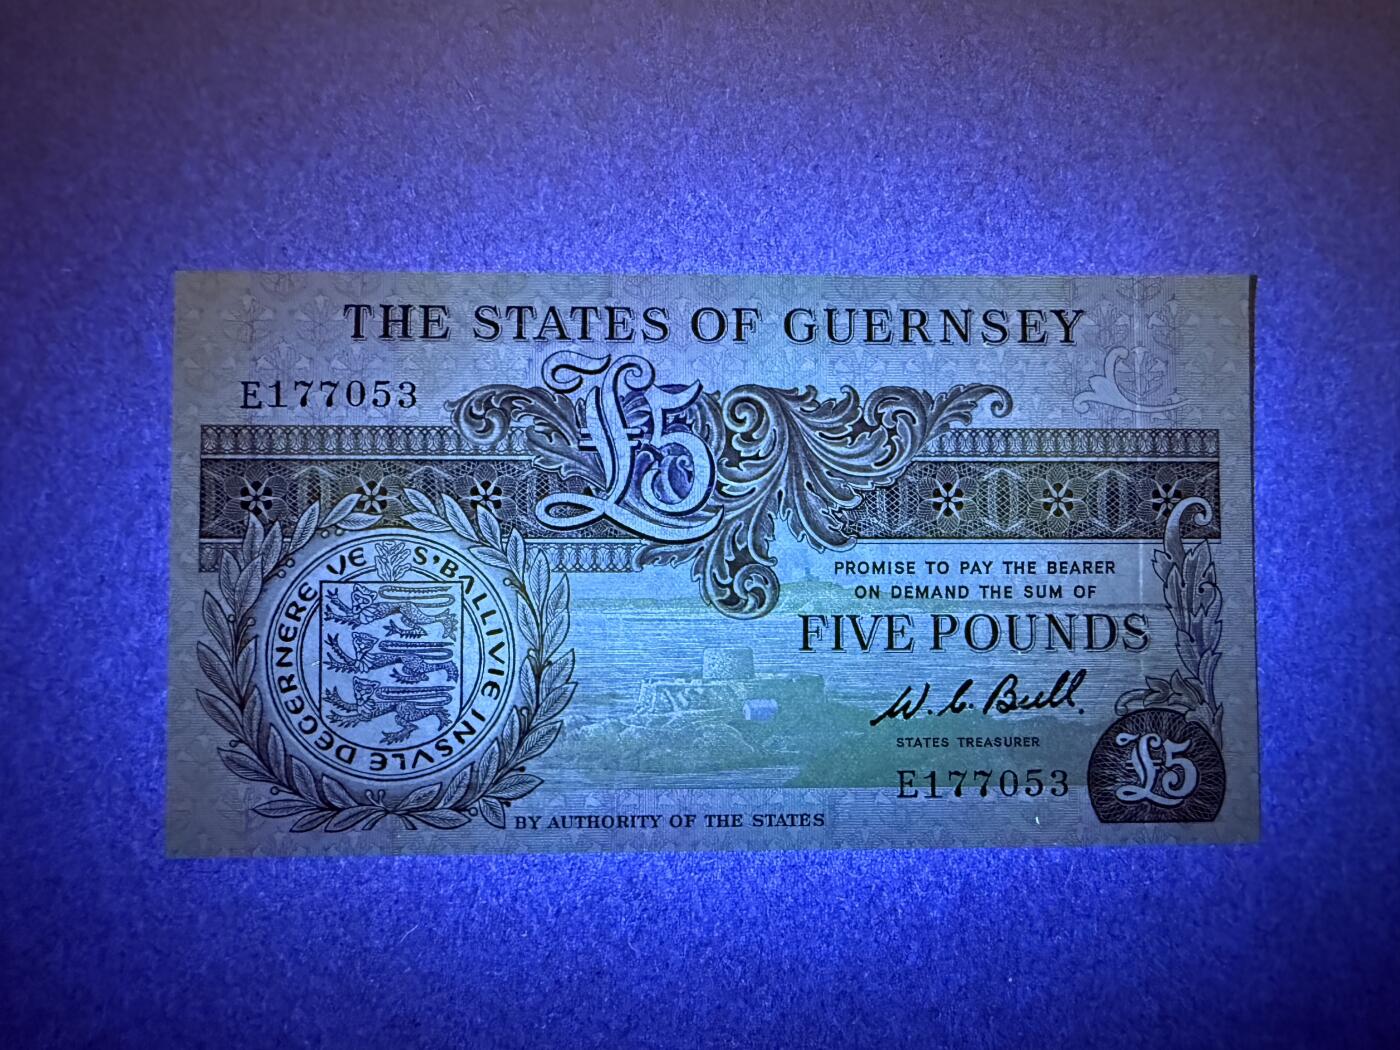 THE STATES OF GUERNSEY
E177053
£5
S'BALLIVIE INSVLE DEGERNERE VE
PROMISE TO PAY THE BEARER
ON DEMAND THE SUM OF
FIVE POUNDS
W. C. Bull.
STATES TREASURER
E177053
£5
BY AUTHORITY OF THE STATES